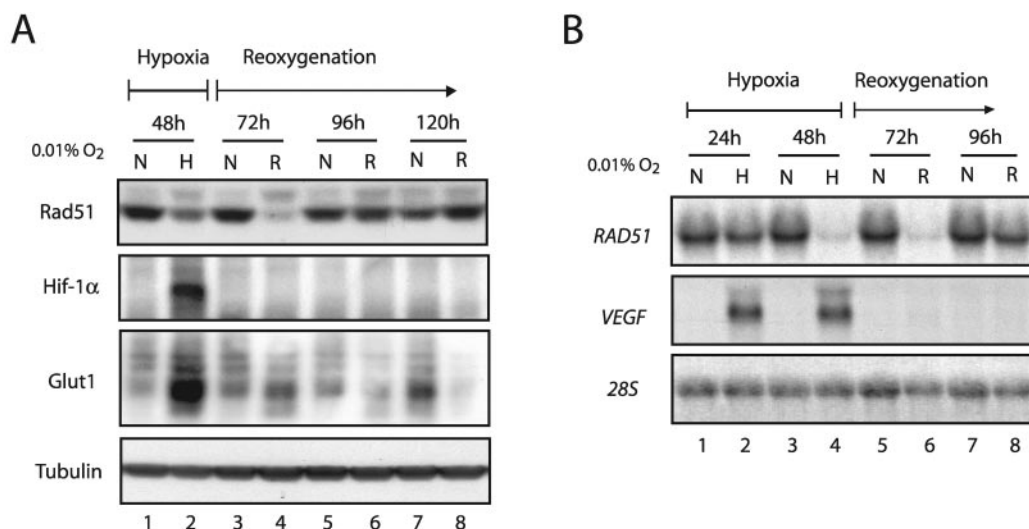 A
Hypoxia Reoxygenation
48h 72h 96h 120h
0.01% O₂ N H N R N R N R
Rad51
Hif-1α
Glut1
Tubulin
1 2 3 4 5 6 7 8
B
Hypoxia Reoxygenation
24h 48h 72h 96h
0.01% O₂ N H N H N R N R
RAD51
VEGF
28S
1 2 3 4 5 6 7 8